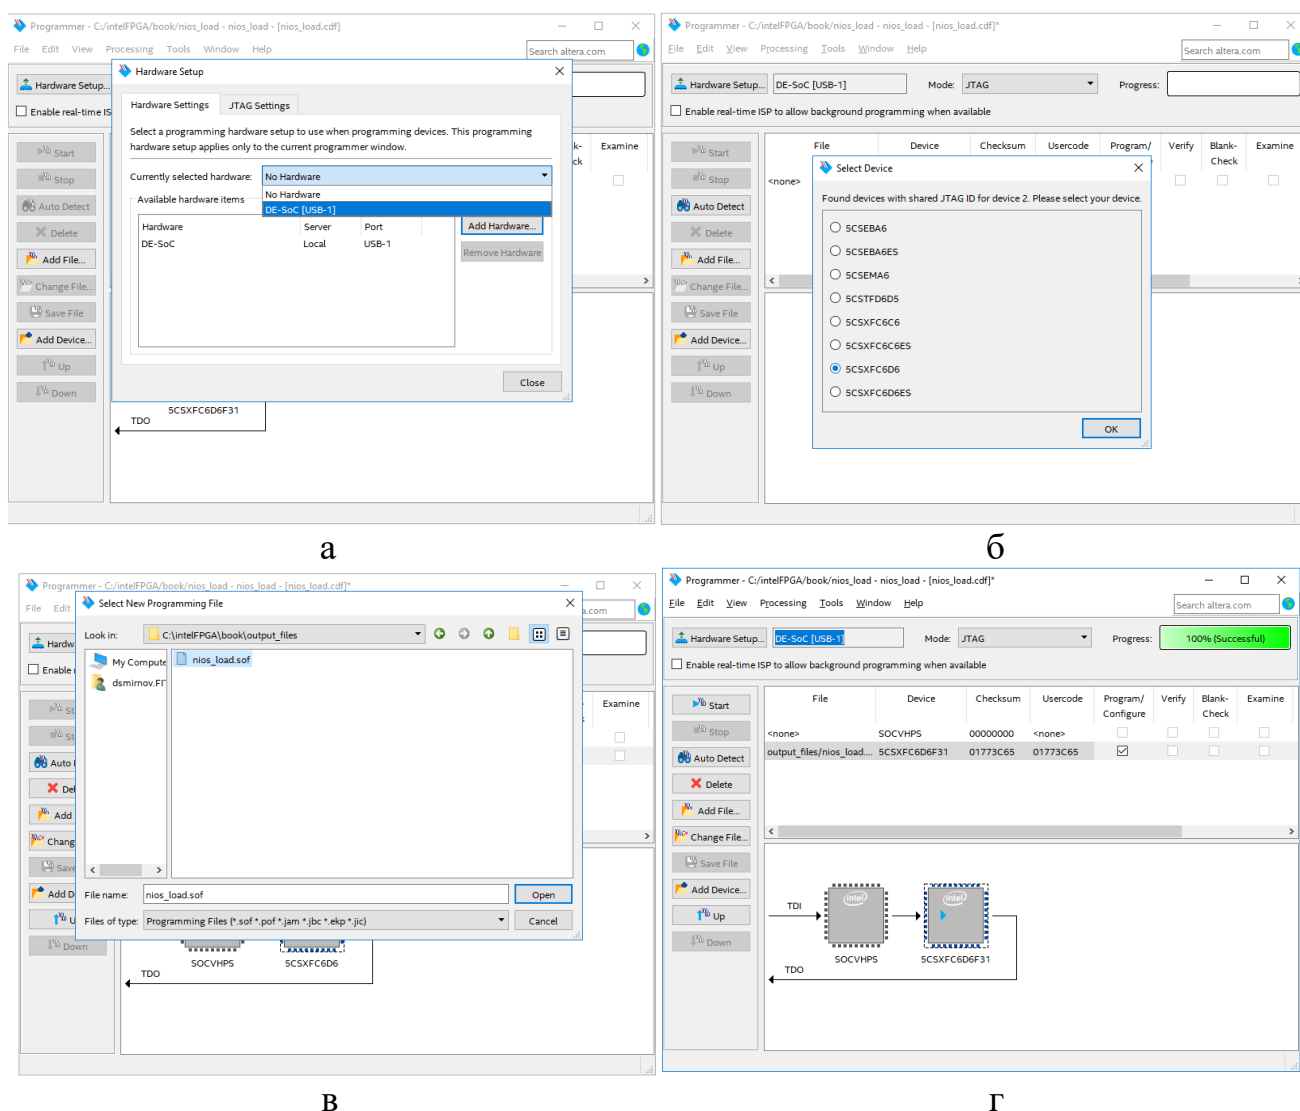 Programmer - C:/intelFPGA/book/nios_load - nios_load - [nios_load.cdf]
File Edit View Processing Tools Window Help
Search altera.com
Hardware Setup...
Enable real-time IS
Hardware Setup
Hardware Settings JTAG Settings
Select a programming hardware setup to use when programming devices. This programming
hardware setup applies only to the current programmer window.
Currently selected hardware: No Hardware
No Hardware
DE-SoC [USB-1]
Available hardware items
Hardware Server Port
DE-SoC Local USB-1
Add Hardware...
Remove Hardware
Close
k-
ck
Examine
Start
Stop
Auto Detect
Delete
Add File...
Change File...
Save File
Add Device...
Up
Down
5CSXFC6D6F31
TDO
а
Programmer - C:/intelFPGA/book/nios_load - nios_load - [nios_load.cdf]*
File Edit View Processing Tools Window Help
Search altera.com
Hardware Setup... DE-SoC [USB-1] Mode: JTAG Progress:
Enable real-time ISP to allow background programming when available
Start
Stop
Auto Detect
Delete
Add File...
Change File...
Save File
Add Device...
Up
Down
File Device Checksum Usercode Program/ Verify Blank- Examine
Check
<none>
Select Device
Found devices with shared JTAG ID for device 2. Please select your device.
5CSEBA6
5CSEBA6ES
5CSEMA6
5CSTFD6D5
5CSXFC6C6
5CSXFC6C6ES
5CSXFC6D6
5CSXFC6D6ES
OK
б
Programmer - C:/intelFPGA/book/nios_load - nios_load - [nios_load.cdf]*
File Edit
a.com
Hardw
Enable r
St
St
Auto
Del
Add
Chang
Save
Add D
U
Down
Examine
Select New Programming File
Look in: C:\intelFPGA\book\output_files
My Compute
dsmirnov.FI
nios_load.sof
File name: nios_load.sof Open
Files of type: Programming Files (*.sof *.pof *.jam *.jbc *.ekp *.jic) Cancel
SOCVHPS 5CSXFC6D6
TDO
в
Programmer - C:/intelFPGA/book/nios_load - nios_load - [nios_load.cdf]*
File Edit View Processing Tools Window Help
Search altera.com
Hardware Setup... DE-SoC [USB-1] Mode: JTAG Progress: 100% (Successful)
Enable real-time ISP to allow background programming when available
Start
Stop
Auto Detect
Delete
Add File...
Change File...
Save File
Add Device...
Up
Down
File Device Checksum Usercode Program/ Verify Blank- Examine
Configure Check
<none> SOCVHPS 00000000 <none>
output_files/nios_load.... 5CSXFC6D6F31 01773C65 01773C65
TDI
intel intel
SOCVHPS 5CSXFC6D6F31
TDO
г